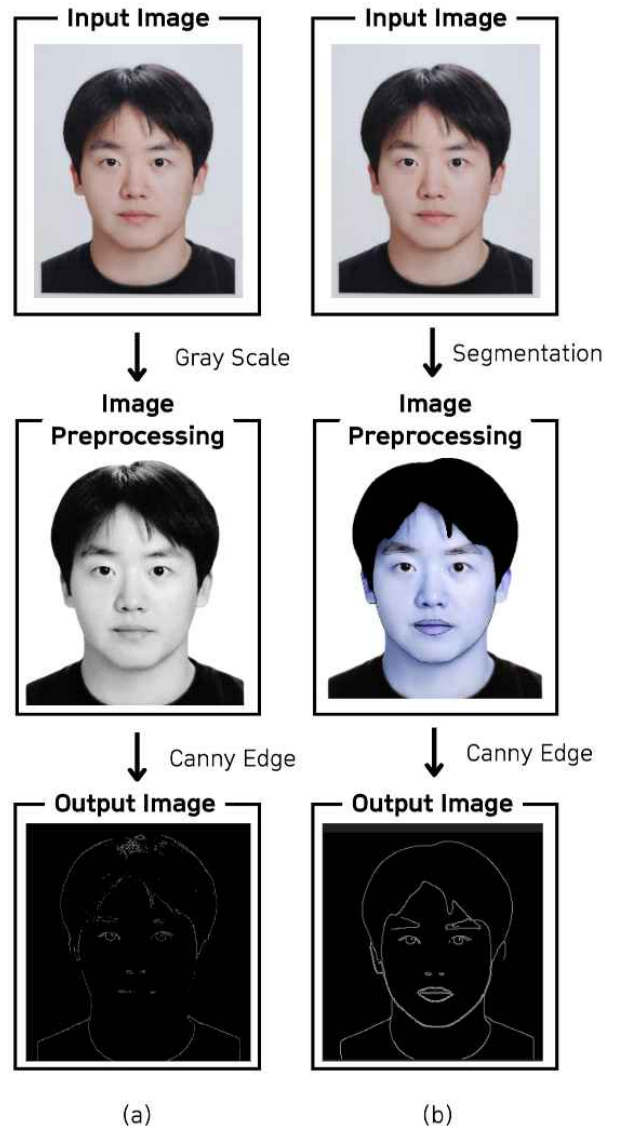 Input Image
Input Image
Gray Scale
Segmentation
Image
Preprocessing
Image
Preprocessing
Canny Edge
Canny Edge
Output Image
Output Image
(a)
(b)